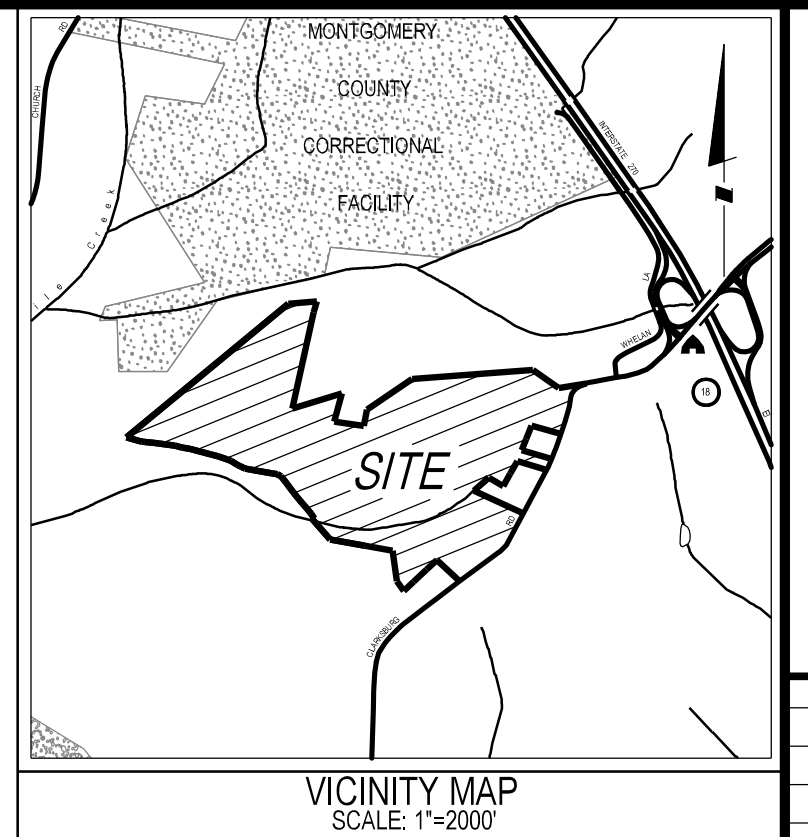 MONTGOMERY
COUNTY
CORRECTIONAL
FACILITY
CHURCH RD
ile Creek
INTERSTATE 270
WHELAN LA
18
SITE
CLARKSBURG RD
VICINITY MAP
SCALE: 1"=2000'